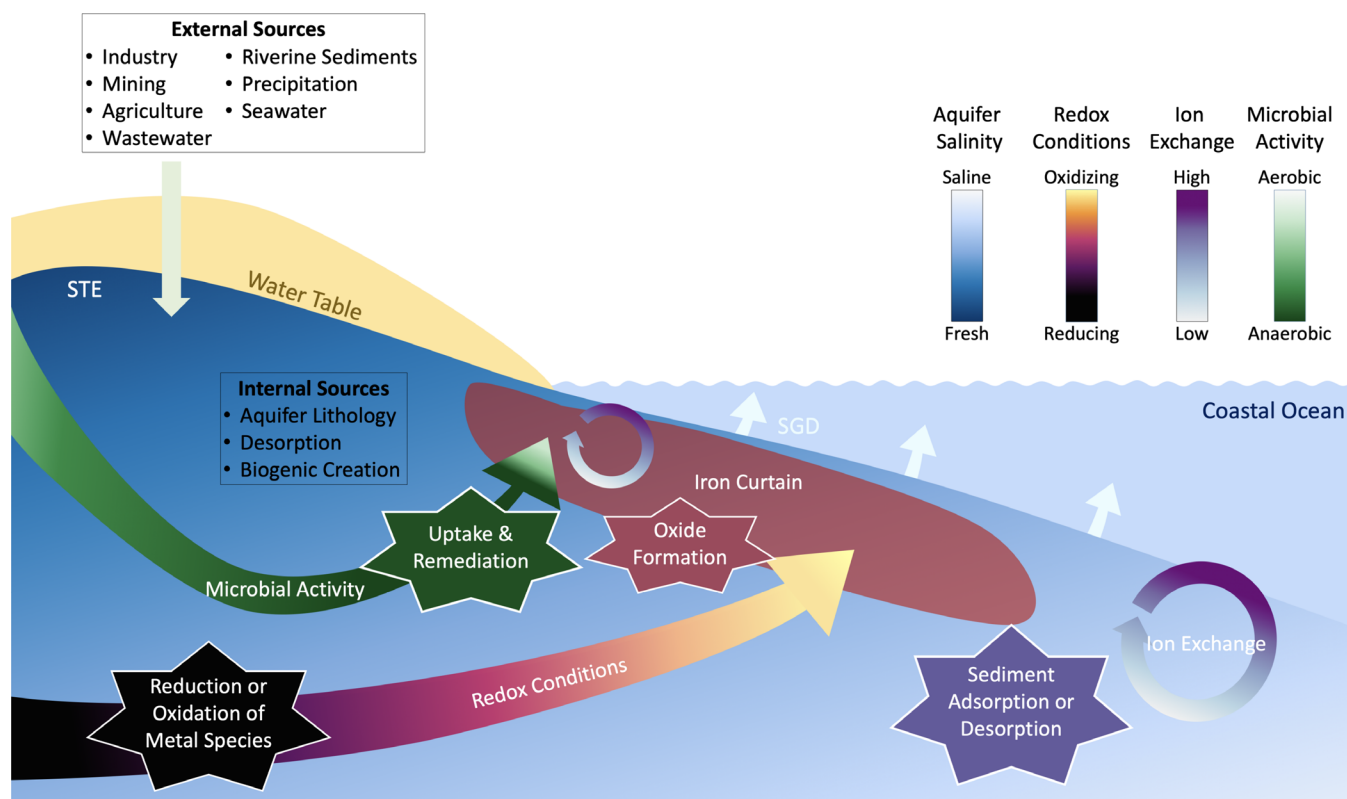 External Sources
• Industry
• Mining
• Agriculture
• Wastewater
• Riverine Sediments
• Precipitation
• Seawater
Aquifer
Salinity
Saline
Fresh
Redox
Conditions
Oxidizing
Reducing
Ion
Exchange
High
Low
Microbial
Activity
Aerobic
Anaerobic
STE
Water Table
Internal Sources
• Aquifer Lithology
• Desorption
• Biogenic Creation
Coastal Ocean
SGD
Iron Curtain
Uptake &
Remediation
Oxide
Formation
Microbial Activity
Ion Exchange
Redox Conditions
Reduction or
Oxidation of
Metal Species
Sediment
Adsorption or
Desorption